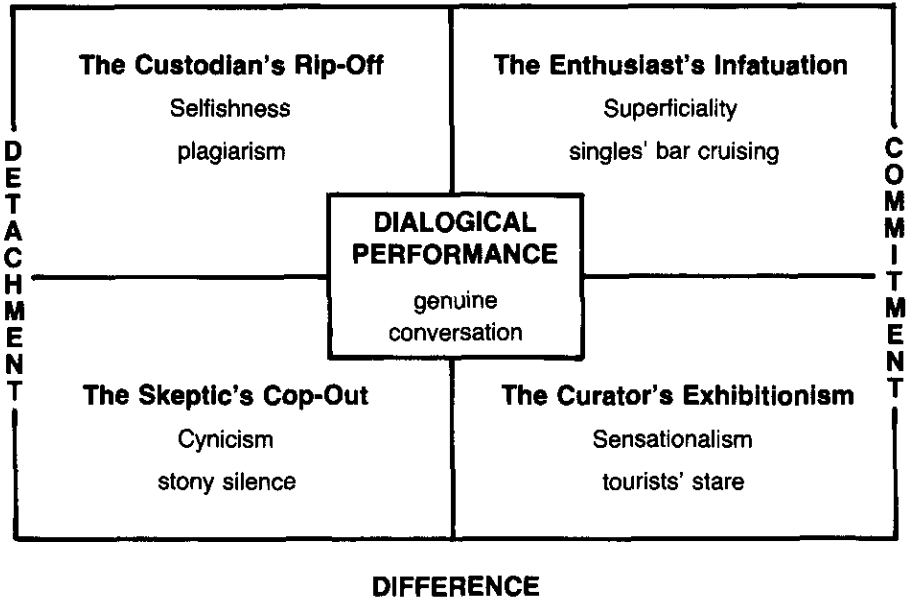 The Custodian's Rip-Off
Selfishness
plagiarism
The Enthusiast's Infatuation
Superficiality
singles' bar cruising
DETACHMENT
DIALOGICAL
PERFORMANCE
genuine
conversation
COMMITMENT
The Skeptic's Cop-Out
Cynicism
stony silence
The Curator's Exhibitionism
Sensationalism
tourists' stare
DIFFERENCE